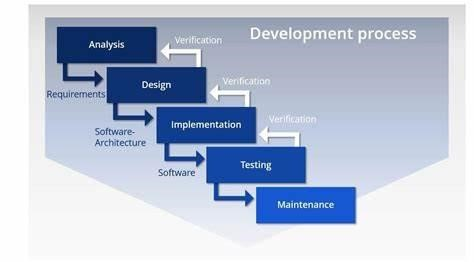 Development process
Analysis
Verification
Requirements
Design
Verification
Software-
Architecture
Implementation
Verification
Software
Testing
Maintenance